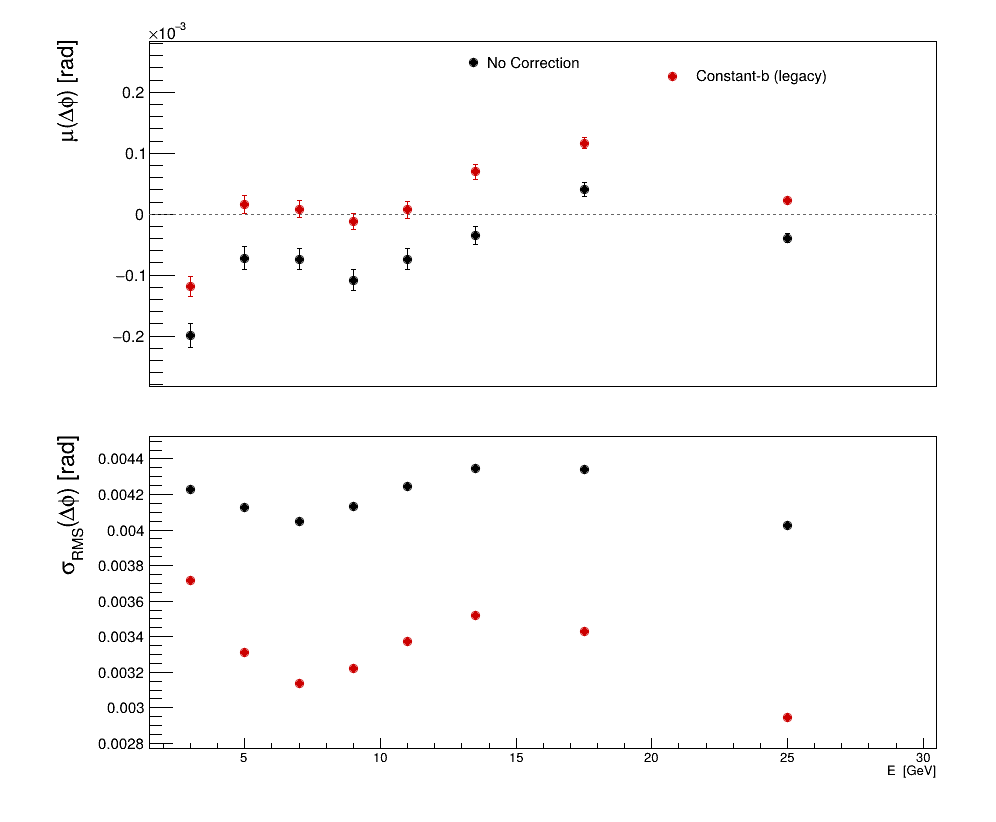 ×10⁻³
μ(Δϕ) [rad]
No Correction
Constant-b (legacy)
0.2
0.1
0
−0.1
−0.2
σRMS(Δϕ) [rad]
0.0044
0.0042
0.004
0.0038
0.0036
0.0034
0.0032
0.003
0.0028
5 10 15 20 25 30
E [GeV]